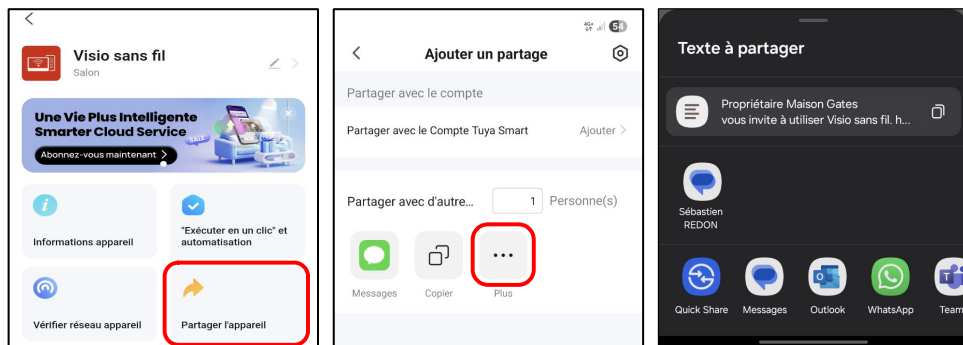 Visio sans fil
Salon
Une Vie Plus Intelligente
Smarter Cloud Service
Abonnez-vous maintenant >
SALE
Informations appareil
"Exécuter en un clic" et
automatisation
Vérifier réseau appareil
Partager l'appareil
4G+
54
Ajouter un partage
Partager avec le compte
Partager avec le Compte Tuya Smart
Ajouter >
Partager avec d'autre...
1
Personne(s)
Messages
Copier
Plus
Texte à partager
Propriétaire Maison Gates
vous invite à utiliser Visio sans fil. h...
Sébastien
REDON
Quick Share
Messages
Outlook
WhatsApp
Team